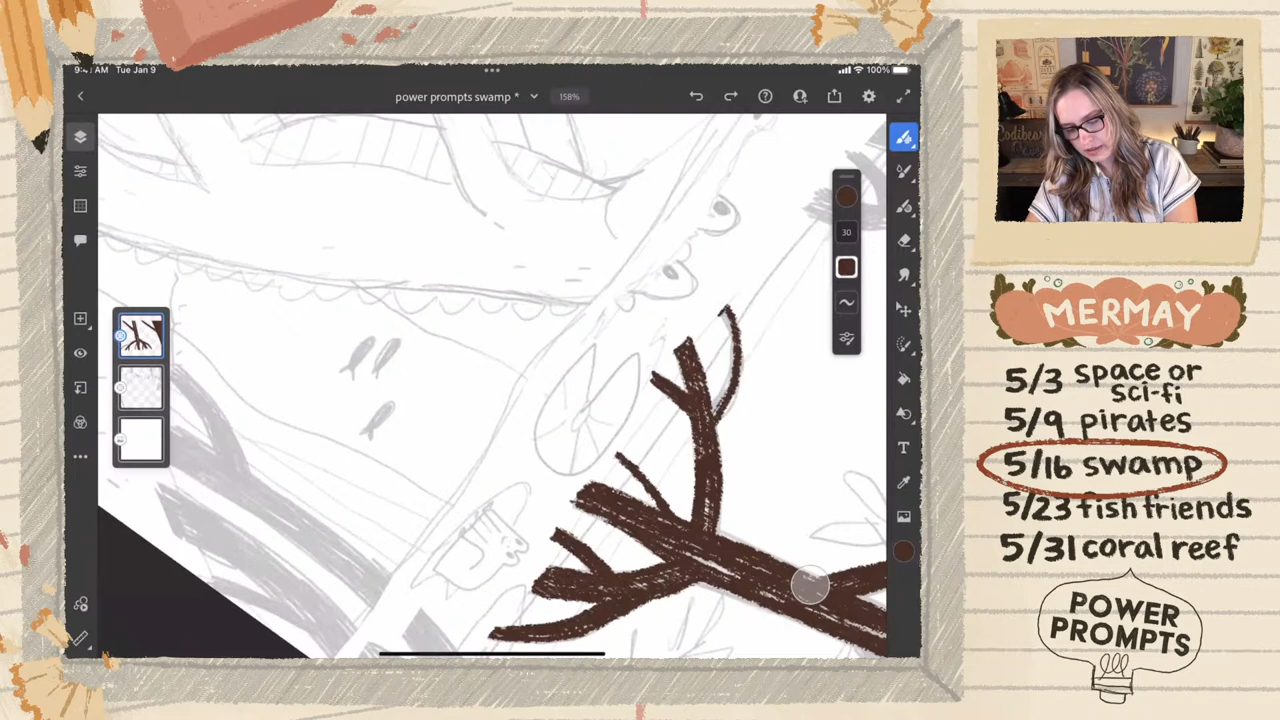 9:41 AM Tue Jan 9
100%
power prompts swamp *
158%
30
T
MERMAY
5/3 space or
sci-fi
5/9 pirates
5/16 swamp
5/23 fish friends
5/31 coral reef
POWER
PROMPTS